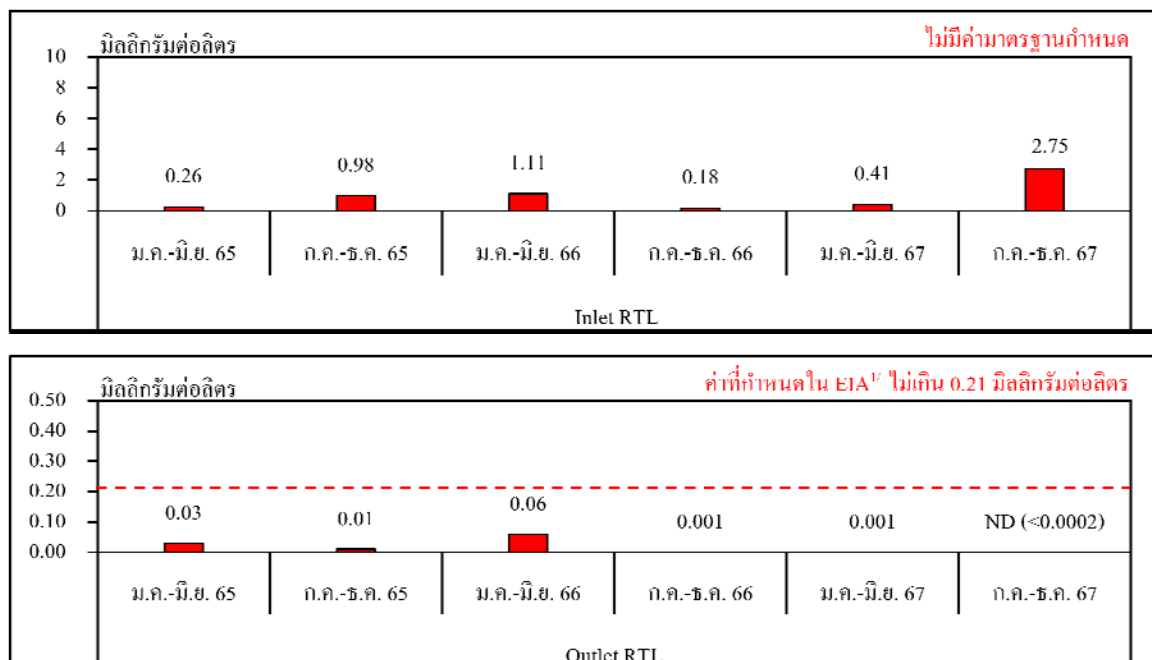 มิลลิกรัมต่อลิตร
ไม่มีค่ามาตรฐานกำหนด
10
8
6
4
2
0
0.26
0.98
1.11
0.18
0.41
2.75
ม.ค.-มิ.ย. 65
ก.ค.-ธ.ค. 65
ม.ค.-มิ.ย. 66
ก.ค.-ธ.ค. 66
ม.ค.-มิ.ย. 67
ก.ค.-ธ.ค. 67
Inlet RTL
มิลลิกรัมต่อลิตร
ค่าที่กำหนดใน EIA1/ ไม่เกิน 0.21 มิลลิกรัมต่อลิตร
0.50
0.40
0.30
0.20
0.10
0.00
0.03
0.01
0.06
0.001
0.001
ND (<0.0002)
ม.ค.-มิ.ย. 65
ก.ค.-ธ.ค. 65
ม.ค.-มิ.ย. 66
ก.ค.-ธ.ค. 66
ม.ค.-มิ.ย. 67
ก.ค.-ธ.ค. 67
Outlet RTL